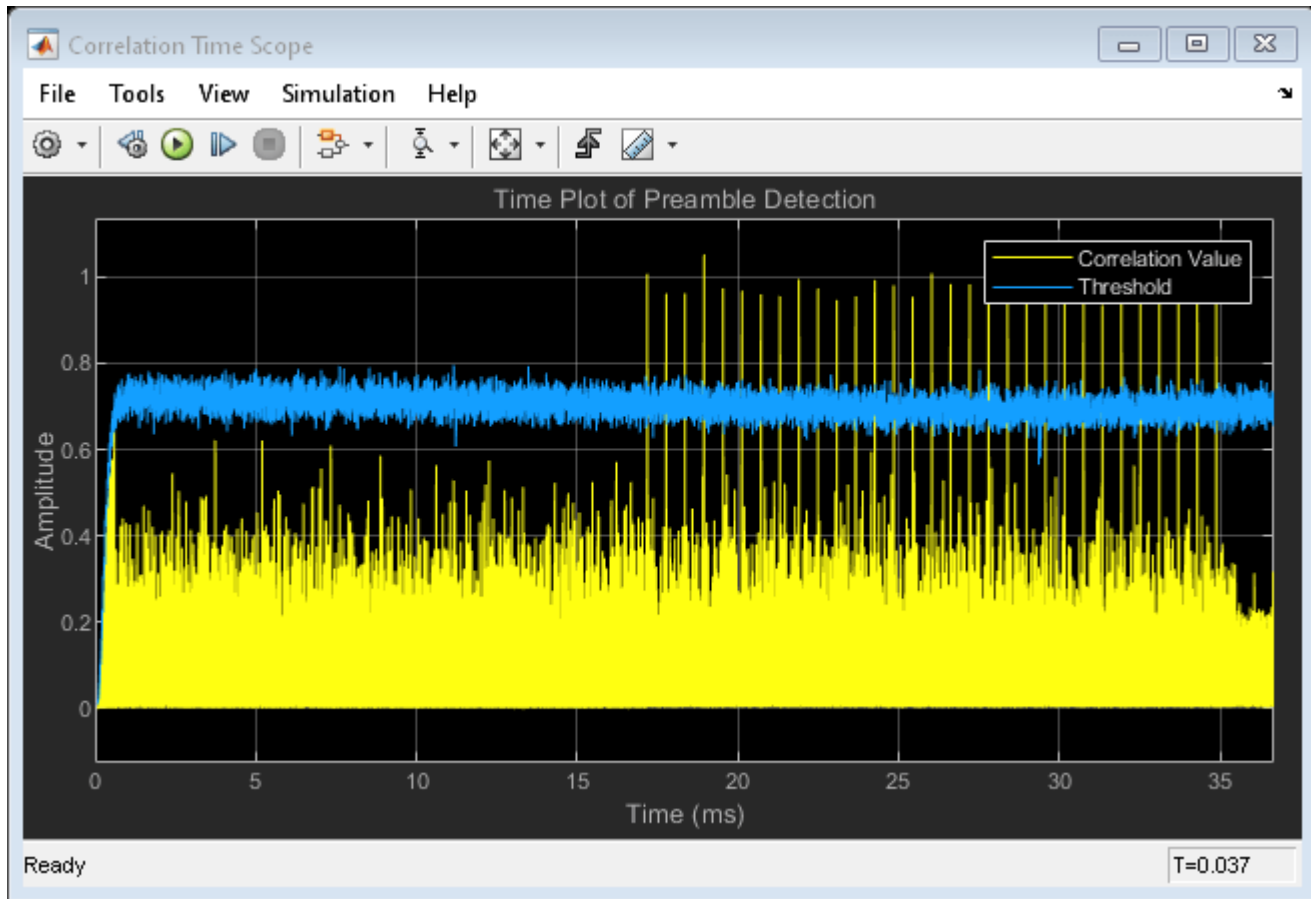 Correlation Time Scope
File Tools View Simulation Help
Time Plot of Preamble Detection
Correlation Value
Threshold
1
0.8
0.6
0.4
0.2
0
Amplitude
0 5 10 15 20 25 30 35
Time (ms)
Ready T=0.037